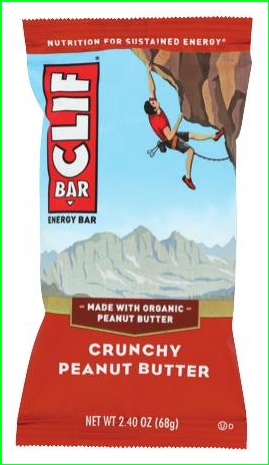 NUTRITION FOR SUSTAINED ENERGY®
CLIF
BAR
ENERGY BAR
- MADE WITH ORGANIC -
PEANUT BUTTER
CRUNCHY
PEANUT BUTTER
NET WT 2.40 OZ (68g)
U D